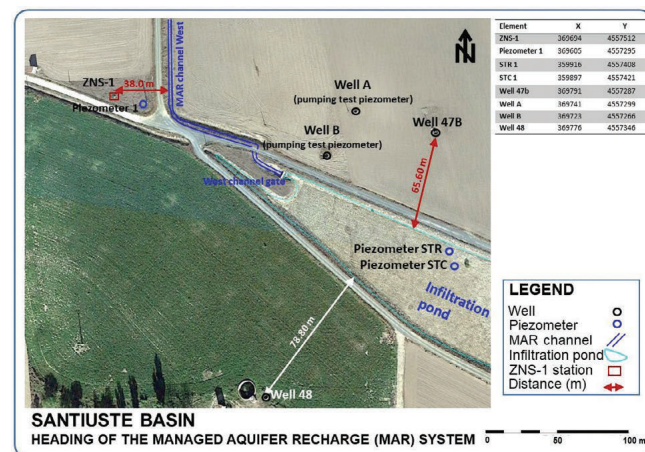 ZNS-1
38.0 m
MAR channel West
Piezometer 1
Well A
(pumping test piezometer)
Well B
(pumping test piezometer)
Well 47B
West channel gate
65.60 m
Piezometer STR
Piezometer STC
Infiltration
pond
78.80 m
Well 48
N
Element X Y
ZNS-1 369694 4557512
Piezometer 1 369605 4557295
STR 1 359916 4557408
STC 1 359897 4557421
Well 47b 369791 4557287
Well A 369741 4557299
Well B 369723 4557266
Well 48 369776 4557346
LEGEND
Well
Piezometer
MAR channel
Infiltration pond
ZNS-1 station
Distance (m)
SANTIUSTE BASIN
HEADING OF THE MANAGED AQUIFER RECHARGE (MAR) SYSTEM
0 50 100 m